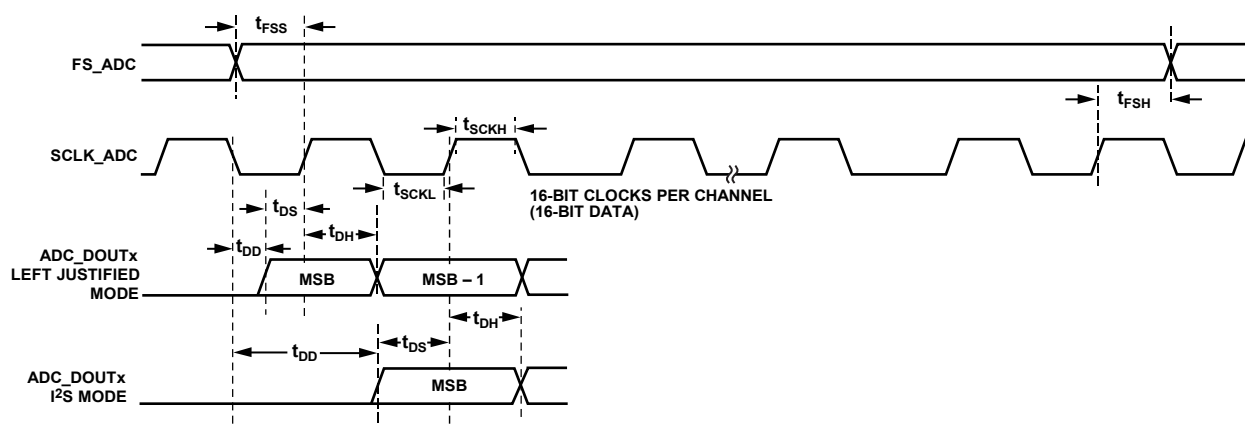 tFSS
FS_ADC
tFSH
tSCKH
SCLK_ADC
tSCKL
16-BIT CLOCKS PER CHANNEL
(16-BIT DATA)
tDS
tDD
tDH
ADC_DOUTx
LEFT JUSTIFIED
MODE
MSB
MSB – 1
tDH
tDD
tDS
ADC_DOUTx
I2S MODE
MSB